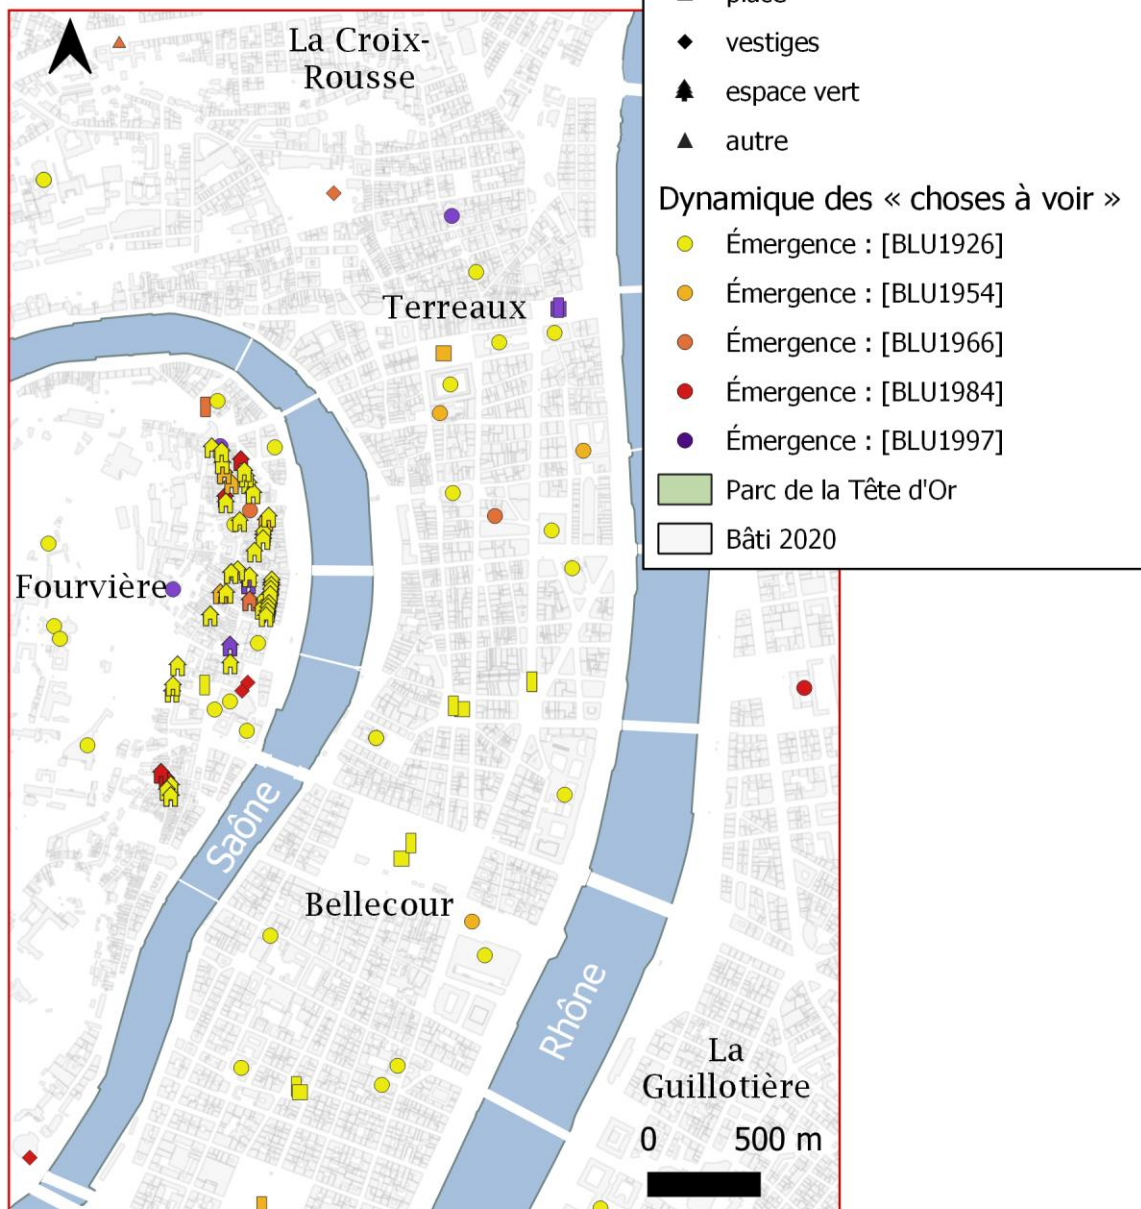 place
vestiges
espace vert
autre
Dynamique des « choses à voir »
Émergence : [BLU1926]
Émergence : [BLU1954]
Émergence : [BLU1966]
Émergence : [BLU1984]
Émergence : [BLU1997]
Parc de la Tête d'Or
Bâti 2020
La Croix-
Rousse
Terreaux
Fourvière
Saône
Bellecour
Rhône
La
Guillotière
0 500 m